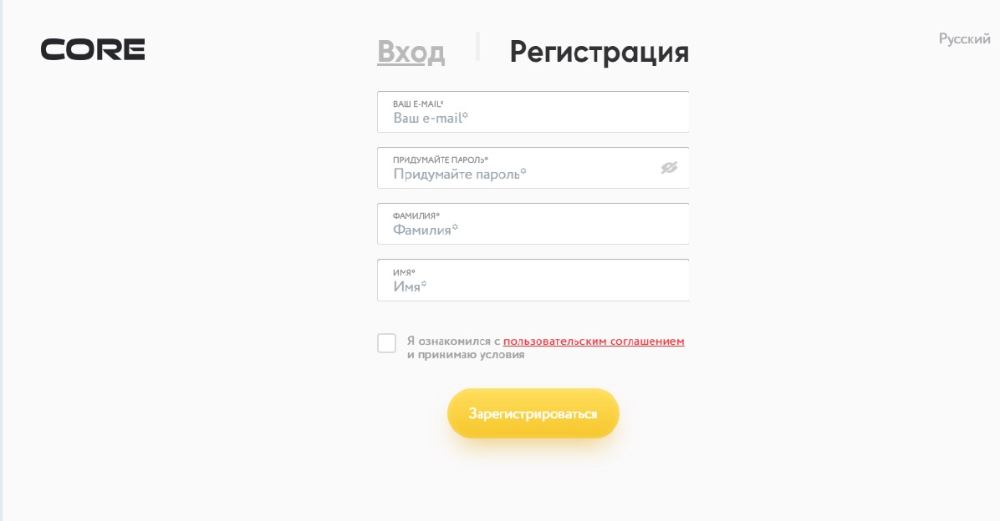 CORE
Вход
Регистрация
Русский
ВАШ E-MAIL*
Ваш e-mail*
ПРИДУМАЙТЕ ПАРОЛЬ*
Придумайте пароль*
ФАМИЛИЯ*
Фамилия*
ИМЯ*
Имя*
Я ознакомился с пользовательским соглашением
и принимаю условия
Зарегистрироваться